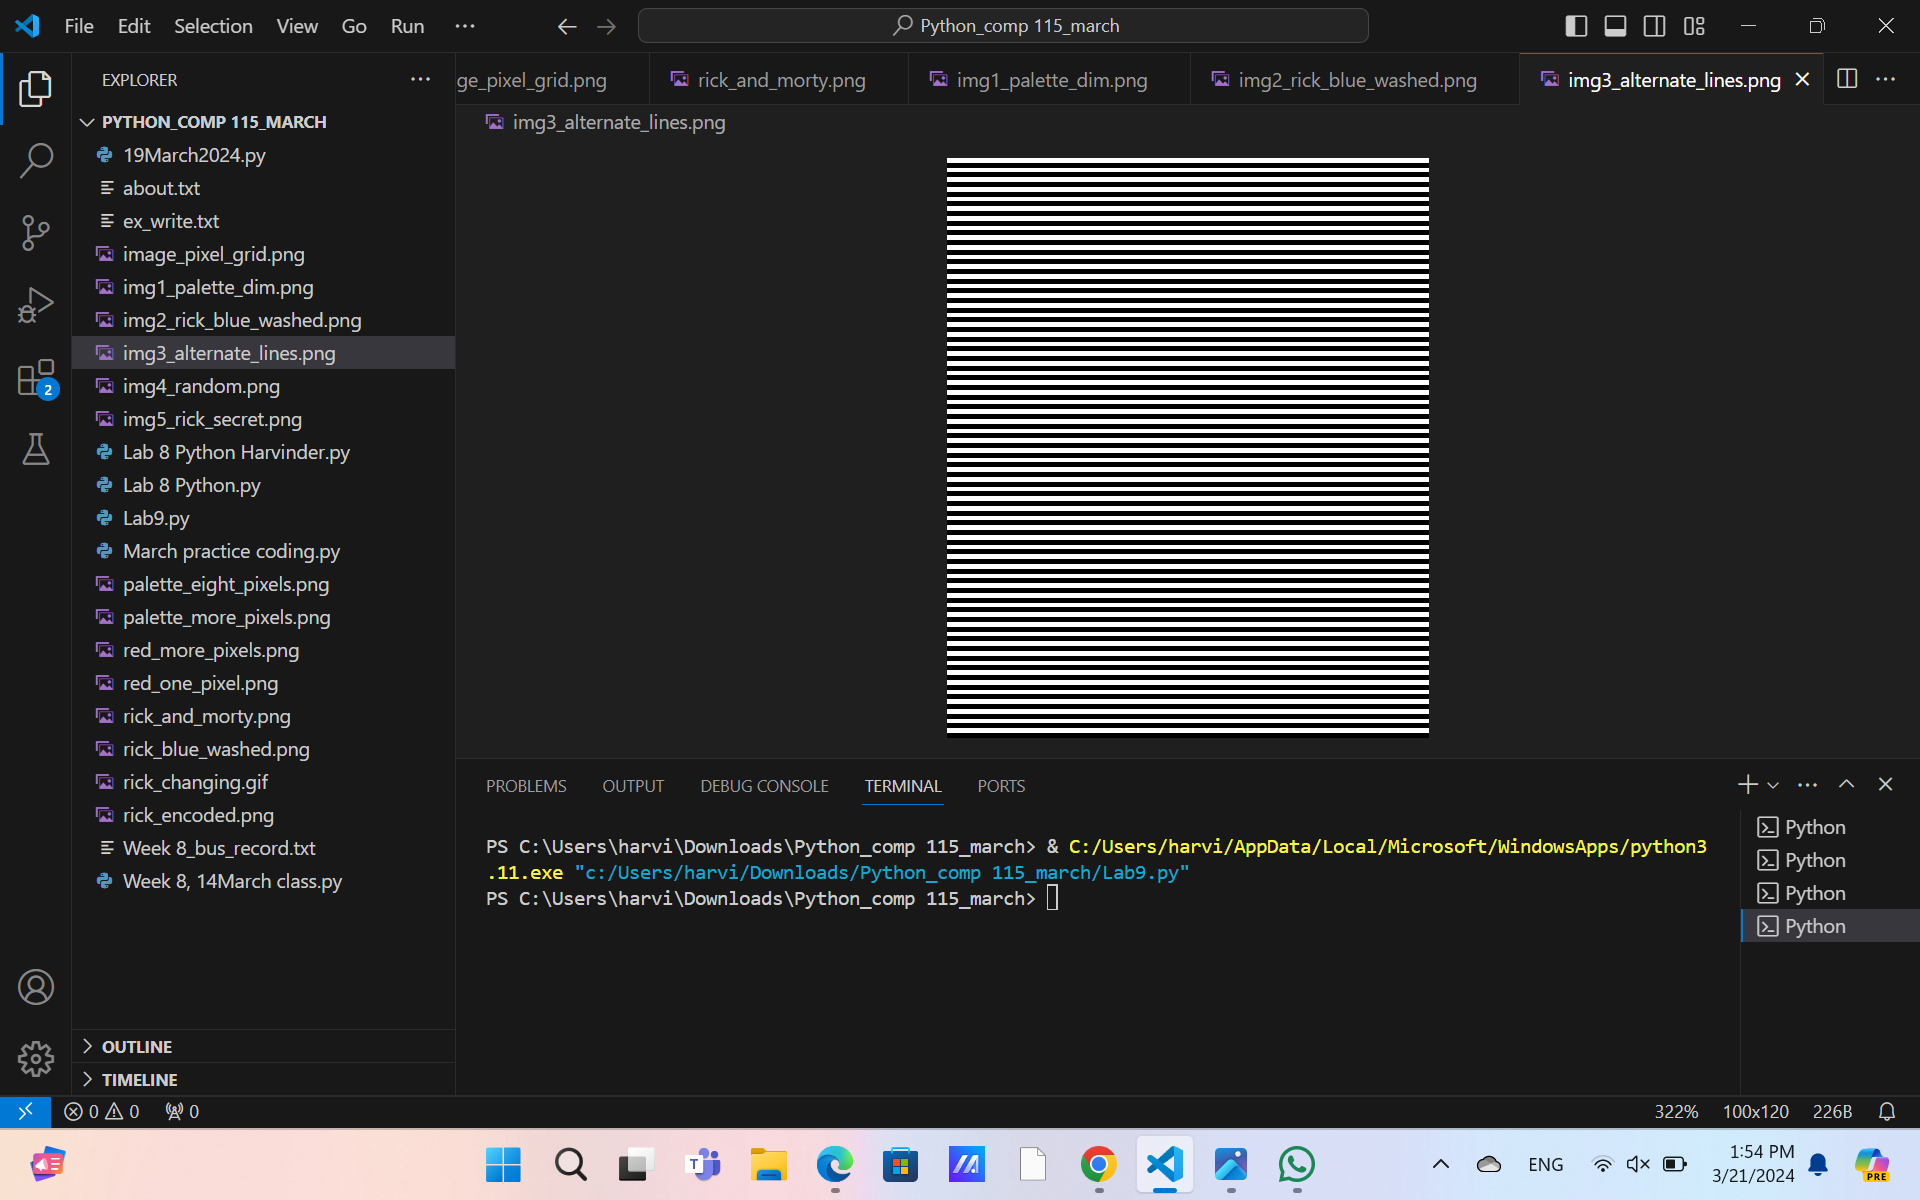 File Edit Selection View Go Run ···
Python_comp 115_march
EXPLORER
ge_pixel_grid.png
rick_and_morty.png
img1_palette_dim.png
img2_rick_blue_washed.png
img3_alternate_lines.png
img3_alternate_lines.png
PYTHON_COMP 115_MARCH
19March2024.py
about.txt
ex_write.txt
image_pixel_grid.png
img1_palette_dim.png
img2_rick_blue_washed.png
img3_alternate_lines.png
img4_random.png
img5_rick_secret.png
Lab 8 Python Harvinder.py
Lab 8 Python.py
Lab9.py
March practice coding.py
palette_eight_pixels.png
palette_more_pixels.png
red_more_pixels.png
red_one_pixel.png
rick_and_morty.png
rick_blue_washed.png
rick_changing.gif
rick_encoded.png
Week 8_bus_record.txt
Week 8, 14March class.py
OUTLINE
TIMELINE
2
PROBLEMS OUTPUT DEBUG CONSOLE TERMINAL PORTS
PS C:\Users\harvi\Downloads\Python_comp 115_march> & C:/Users/harvi/AppData/Local/Microsoft/WindowsApps/python3
.11.exe "c:/Users/harvi/Downloads/Python_comp 115_march/Lab9.py"
PS C:\Users\harvi\Downloads\Python_comp 115_march>
Python
Python
Python
Python
0 0 0
322% 100x120 226B
T
ENG
1:54 PM
3/21/2024
PRE